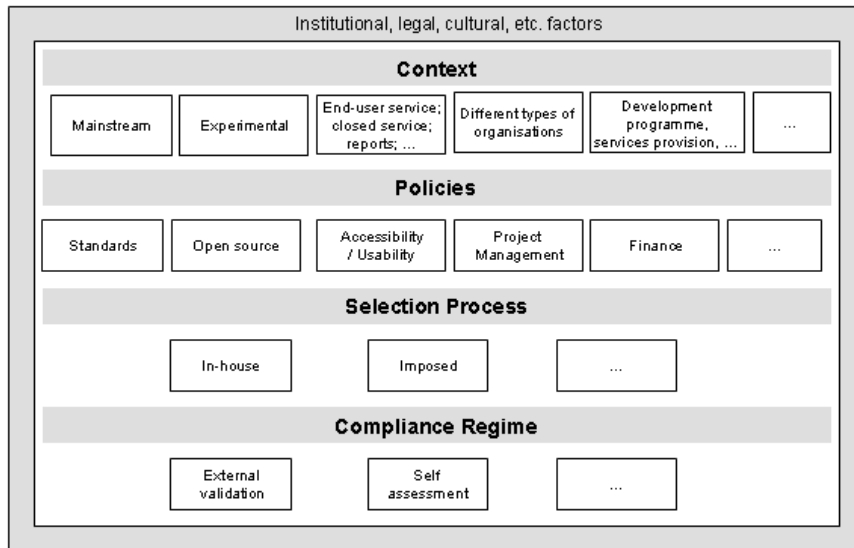 Institutional, legal, cultural, etc. factors
Context
Mainstream
Experimental
End-user service;
closed service;
reports; ...
Different types of
organisations
Development
programme,
services provision, ...
...
Policies
Standards
Open source
Accessibility
/ Usability
Project
Management
Finance
...
Selection Process
In-house
Imposed
...
Compliance Regime
External
validation
Self
assessment
...